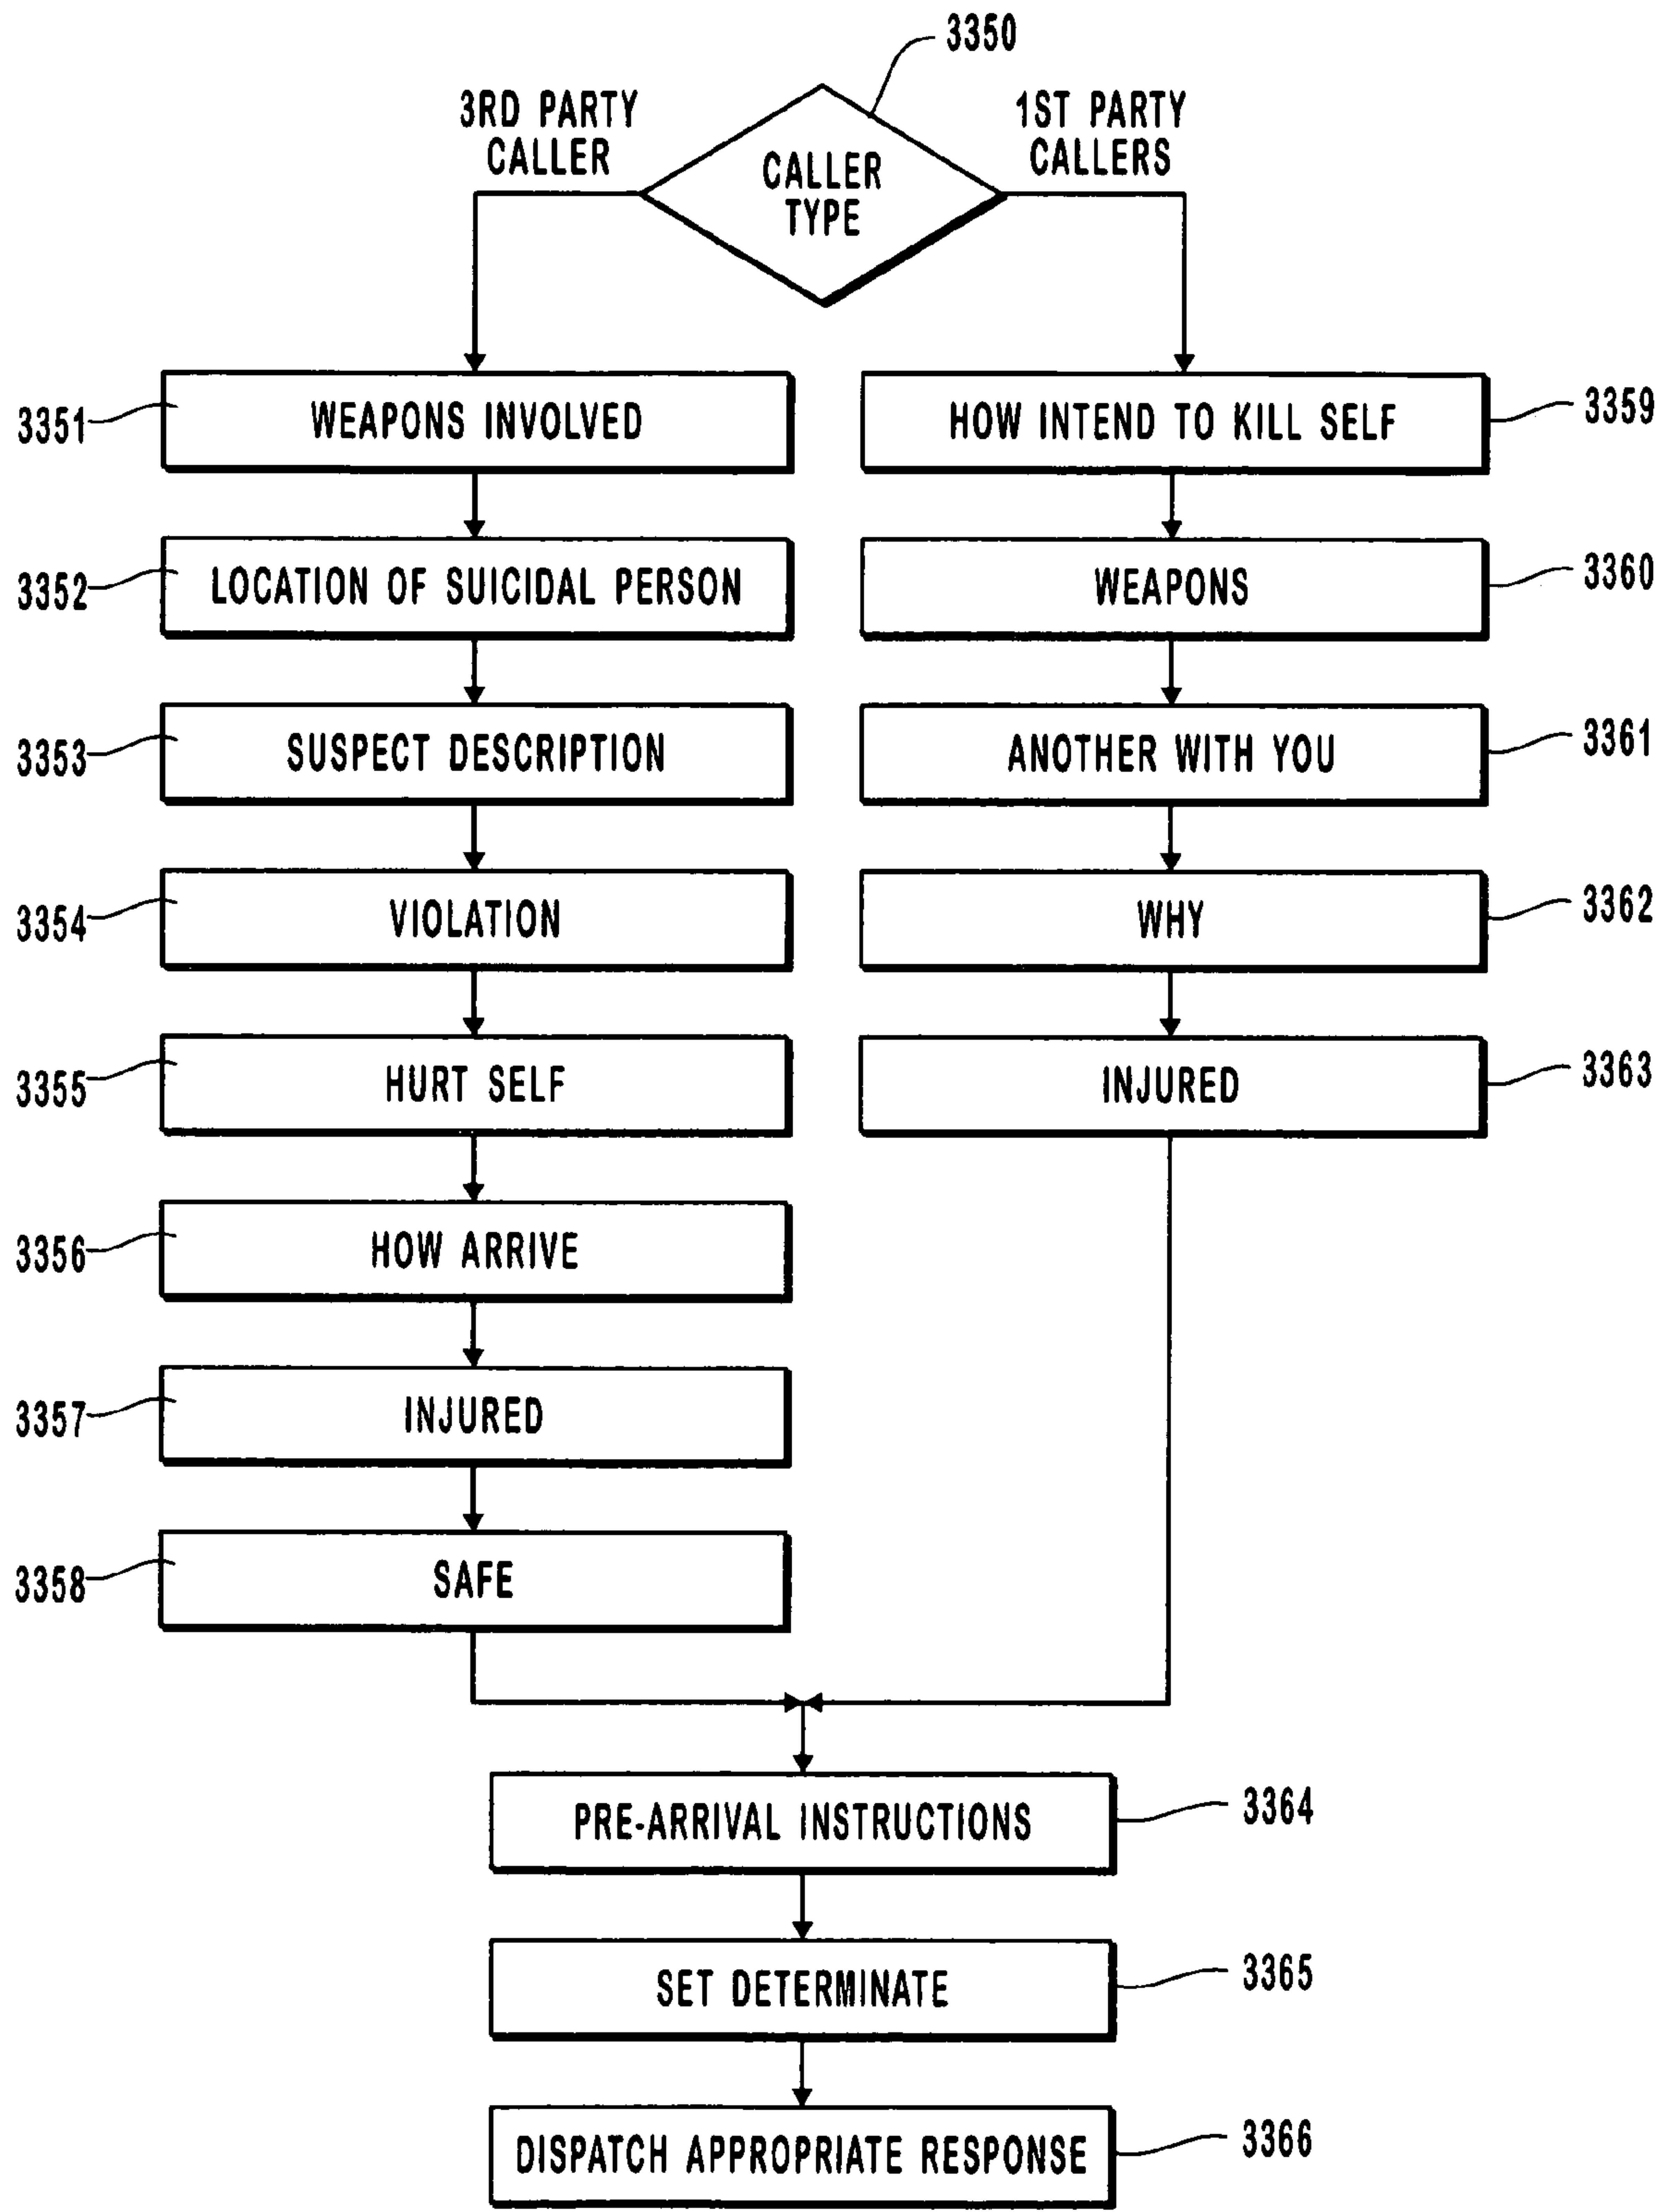 3350
3RD PARTY
CALLER
1ST PARTY
CALLERS
CALLER
TYPE
3351
WEAPONS INVOLVED
3352
LOCATION OF SUICIDAL PERSON
3353
SUSPECT DESCRIPTION
3354
VIOLATION
3355
HURT SELF
3356
HOW ARRIVE
3357
INJURED
3358
SAFE
HOW INTEND TO KILL SELF
3359
WEAPONS
3360
ANOTHER WITH YOU
3361
WHY
3362
INJURED
3363
PRE-ARRIVAL INSTRUCTIONS
3364
SET DETERMINATE
3365
DISPATCH APPROPRIATE RESPONSE
3366